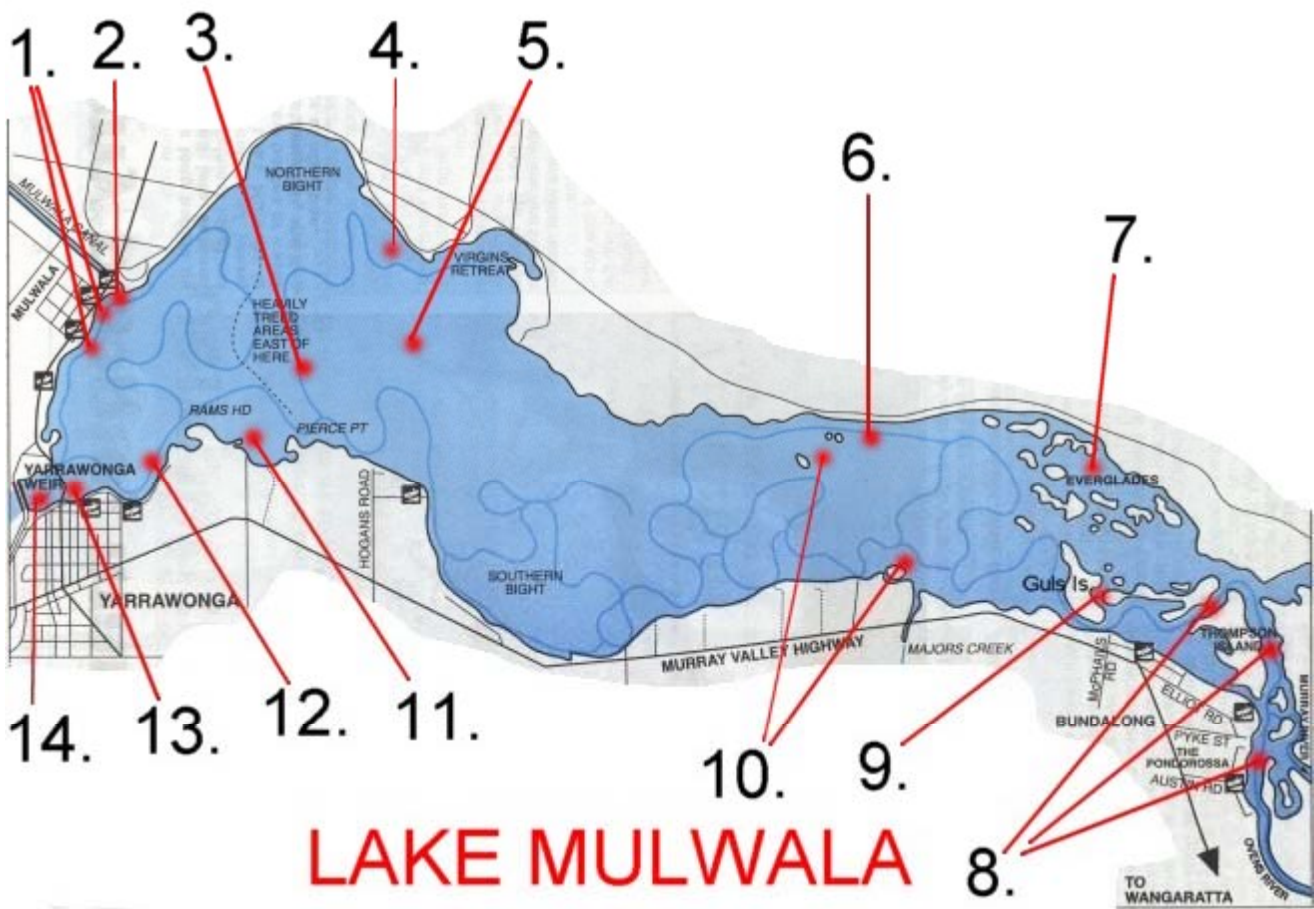 1.
2.
3.
4.
5.
6.
7.
NORTHERN
BIGHT
MULWALA CANAL
MULWALA
VIRGINS
RETREAT
HEAVILY
TREED
AREAS
EAST OF
HERE
RAMS HD
PIERCE PT
YARRAWONGA
WEIR
EVERGLADES
HOGANS ROAD
SOUTHERN
BIGHT
Guls Is.
YARRAWONGA
MURRAY VALLEY HIGHWAY
MAJORS CREEK
McPHAILS
RD
THOMPSON
ISLAND
ELLIOT RD
BUNDALONG
PYKE ST
THE
PONDOROSSA
AUSTIN RD
OVENS RIVER
14.
13.
12.
11.
10.
9.
8.
LAKE MULWALA
TO
WANGARATTA